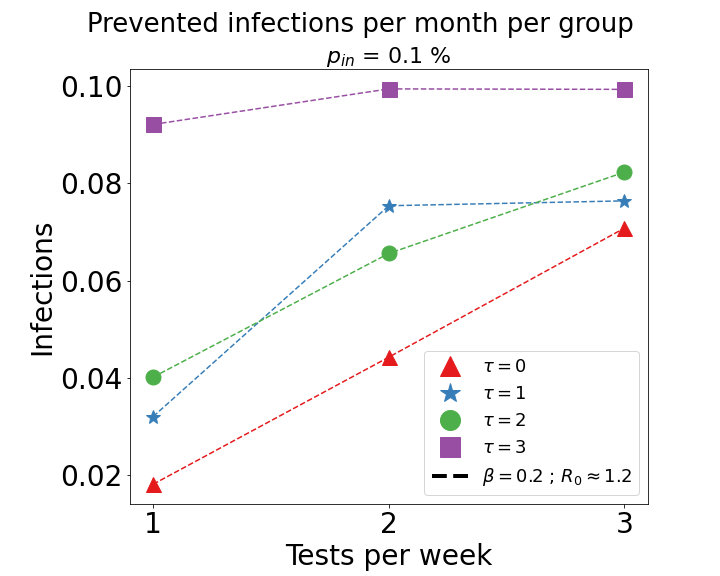 Prevented infections per month per group
p_in = 0.1 %
0.10
0.08
0.06
0.04
0.02
Infections
1 2 3
Tests per week
τ = 0
τ = 1
τ = 2
τ = 3
β = 0.2 ; R₀ ≈ 1.2